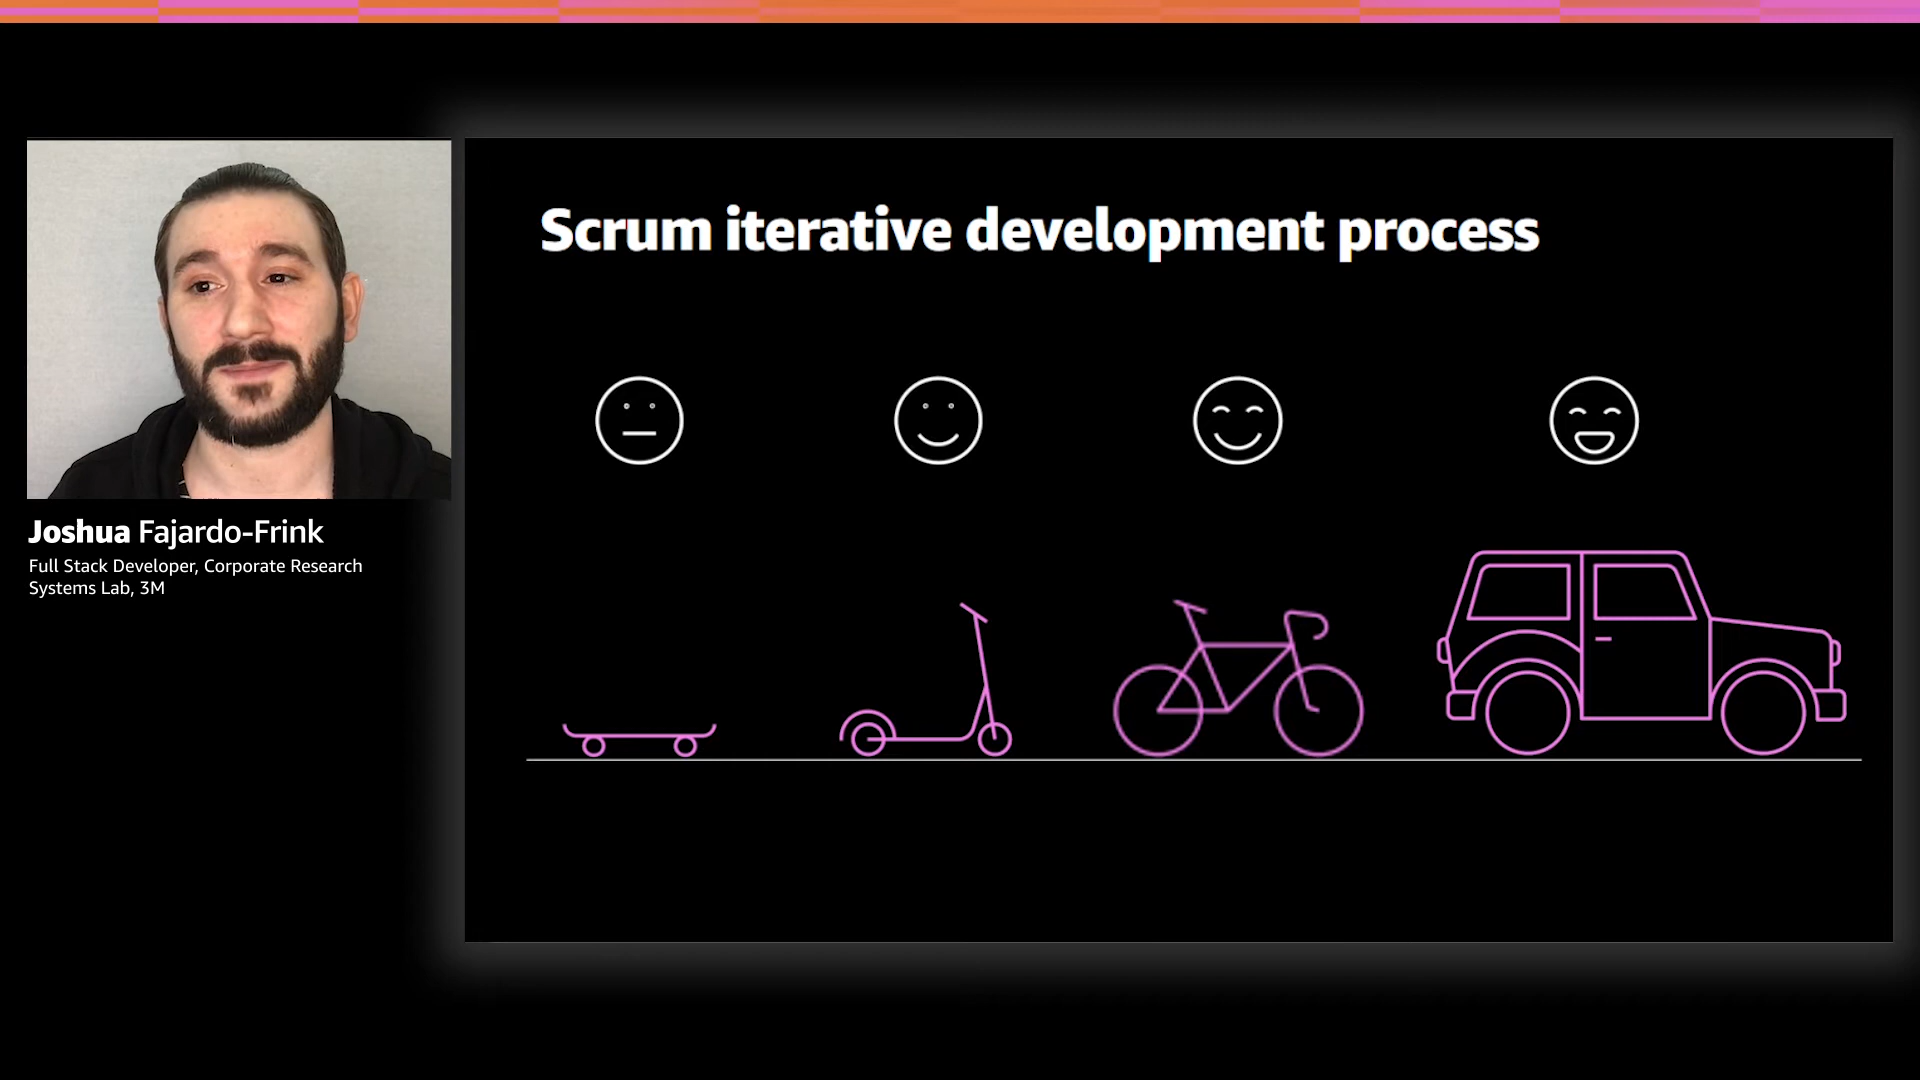 Scrum iterative development process
Joshua Fajardo-Frink
Full Stack Developer, Corporate Research
Systems Lab, 3M